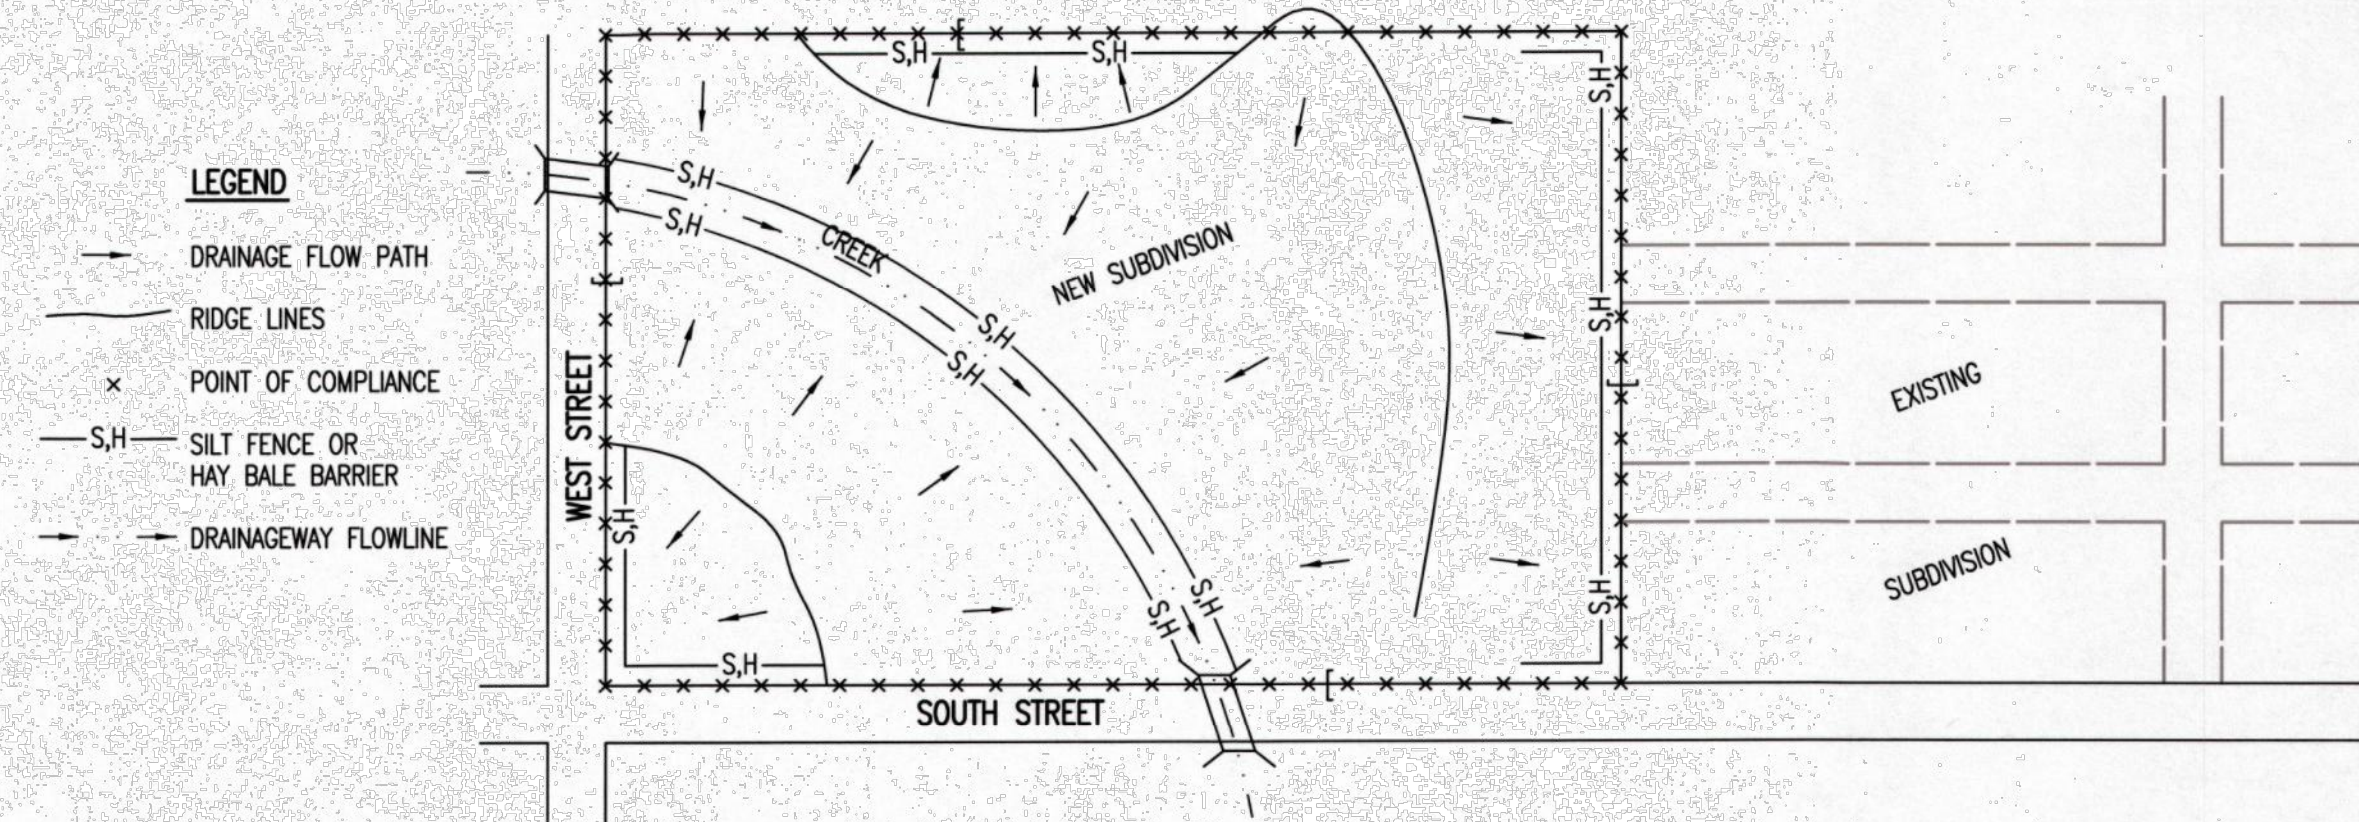 LEGEND
DRAINAGE FLOW PATH
RIDGE LINES
POINT OF COMPLIANCE
S,H SILT FENCE OR
HAY BALE BARRIER
DRAINAGEWAY FLOWLINE
WEST STREET
S,H
S,H
S,H
S,H
CREEK
NEW SUBDIVISION
S,H
S,H
S,H
S,H
S,H
S,H
S,H
S,H
S,H
SOUTH STREET
EXISTING
SUBDIVISION